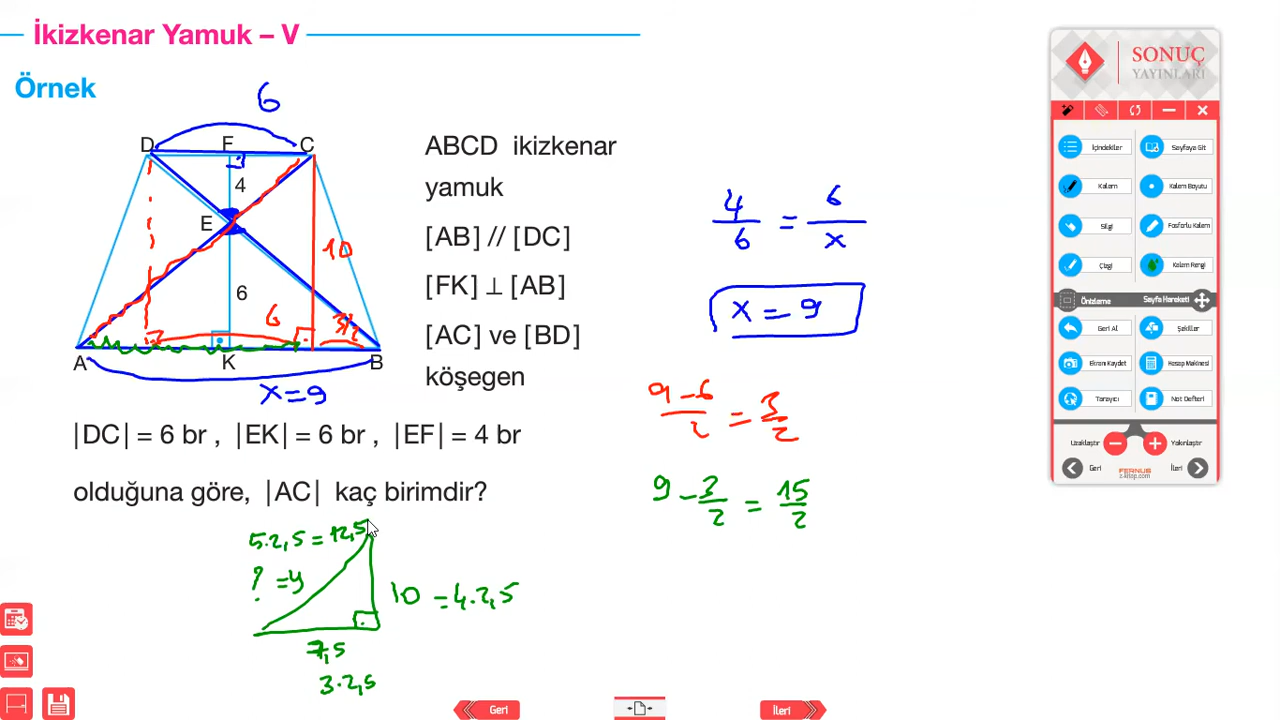 İkizkenar Yamuk – V
Örnek
6
D
F
C
4
E
10
6
6
3/2
A
K
B
x = 9
ABCD ikizkenar
yamuk
[AB] // [DC]
[FK] ⊥ [AB]
[AC] ve [BD]
köşegen
|DC| = 6 br , |EK| = 6 br , |EF| = 4 br
olduğuna göre, |AC| kaç birimdir?
4/6 = 6/x
x = 9
9-6/2 = 3/2
9 - 3/2 = 15/2
5.2,5 = 12,5
? = y
10 = 4.2,5
7,5
3.2,5
SONUÇ
YAYINLARI
İçindekiler
Sayfaya Git
Kalem
Kalem Boyutu
Silgi
Fosforlu Kalem
Çizgi
Kalem Rengi
Önizleme
Sayfa Hareketi
Geri Al
Şekiller
Ekran Kaydet
Hesap Makinesi
Tarayıcı
Not Defteri
Uzaklaştır
Yakınlaştır
Geri
FERNUS
z-kitap.com
İleri
Geri
İleri